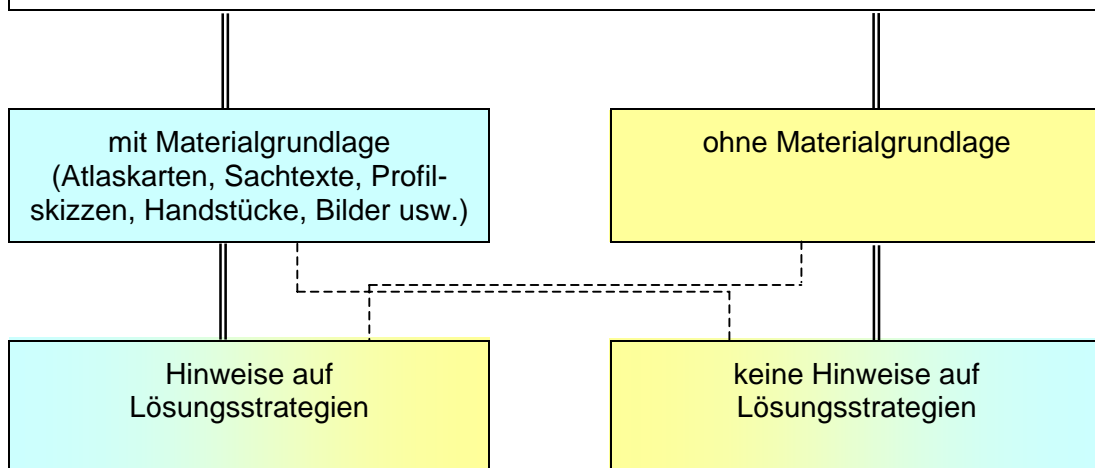 mit Materialgrundlage
(Atlaskarten, Sachtexte, Profil-
skizzen, Handstücke, Bilder usw.)
ohne Materialgrundlage
Hinweise auf
Lösungsstrategien
keine Hinweise auf
Lösungsstrategien